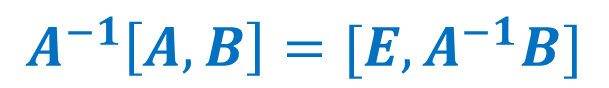 A⁻¹[A, B] = [E, A⁻¹B]